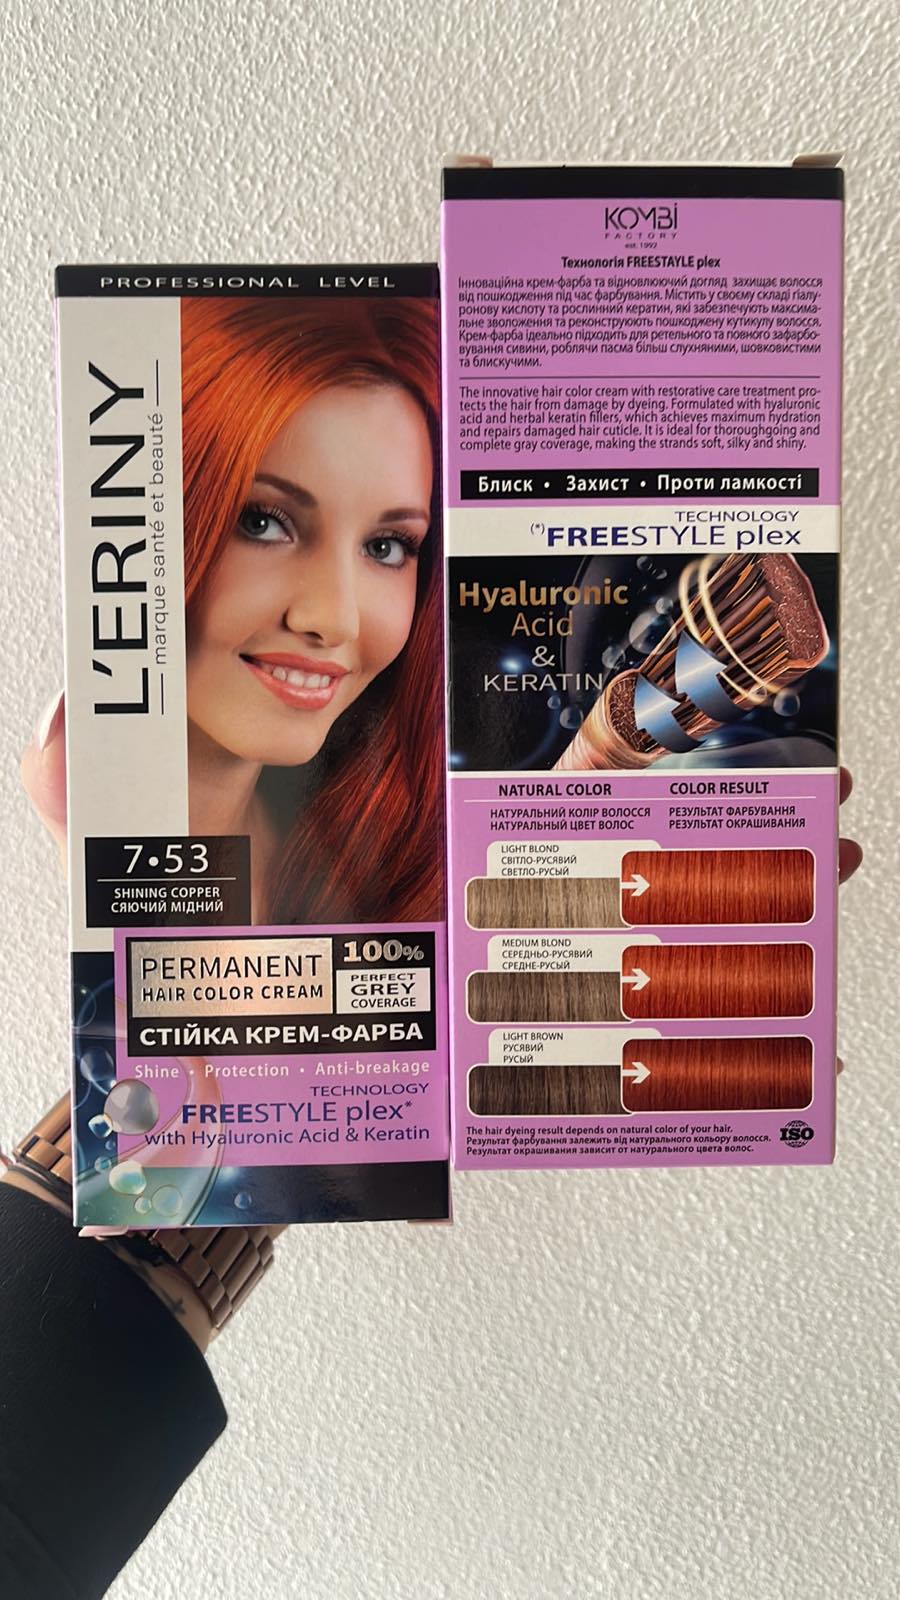 PROFESSIONAL LEVEL
L'ERINY
marque santé et beauté
7•53
SHINING COPPER
СЯЮЧИЙ МІДНИЙ
PERMANENT
HAIR COLOR CREAM
100%
PERFECT
GREY
COVERAGE
СТІЙКА КРЕМ-ФАРБА
Shine • Protection • Anti-breakage
TECHNOLOGY
FREESTYLE plex*
with Hyaluronic Acid & Keratin
KOMBi
FACTORY
est. 1992
Технологія FREESTAYLE plex
Інноваційна крем-фарба та відновлюючий догляд захищає волосся
від пошкодження під час фарбування. Містить у своєму складі гіалу-
ронову кислоту та рослинний кератин, які забезпечують максима-
льне зволоження та реконструюють пошкоджену кутикулу волосся.
Крем-фарба ідеально підходить для ретельного та повного зафарбо-
вування сивини, роблячи пасма більш слухняними, шовковистими
та блискучими.
The innovative hair color cream with restorative care treatment pro-
tects the hair from damage by dyeing. Formulated with hyaluronic
acid and herbal keratin fillers, which achieves maximum hydration
and repairs damaged hair cuticle. It is ideal for thoroughgoing and
complete gray coverage, making the strands soft, silky and shiny.
Блиск • Захист • Проти ламкості
TECHNOLOGY
(*)FREESTYLE plex
Hyaluronic
Acid
&
KERATIN
NATURAL COLOR COLOR RESULT
НАТУРАЛЬНИЙ КОЛІР ВОЛОССЯ РЕЗУЛЬТАТ ФАРБУВАННЯ
НАТУРАЛЬНЫЙ ЦВЕТ ВОЛОС РЕЗУЛЬТАТ ОКРАШИВАНИЯ
LIGHT BLOND
СВІТЛО-РУСЯВИЙ
СВЕТЛО-РУСЫЙ
MEDIUM BLOND
СЕРЕДНЬО-РУСЯВИЙ
СРЕДНЕ-РУСЫЙ
LIGHT BROWN
РУСЯВИЙ
РУСЫЙ
The hair dyeing result depends on natural color of your hair.
Результат фарбування залежить від натурального кольору волосся.
Результат окрашивания зависит от натурального цвета волос.
ISO